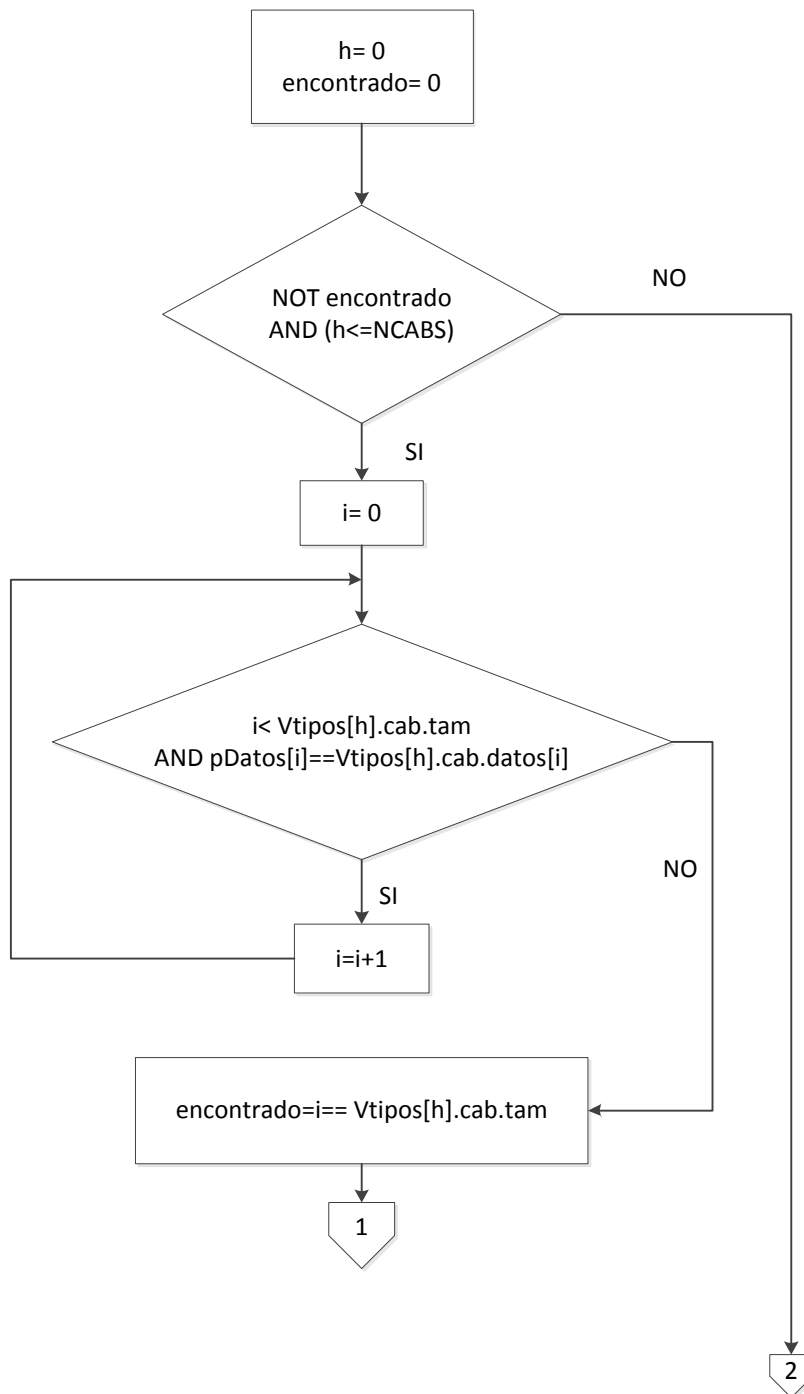 h= 0
encontrado= 0
NOT encontrado
AND (h<=NCABS)
NO
SI
i= 0
i< Vtipos[h].cab.tam
AND pDatos[i]==Vtipos[h].cab.datos[i]
NO
SI
i=i+1
encontrado=i== Vtipos[h].cab.tam
1
2